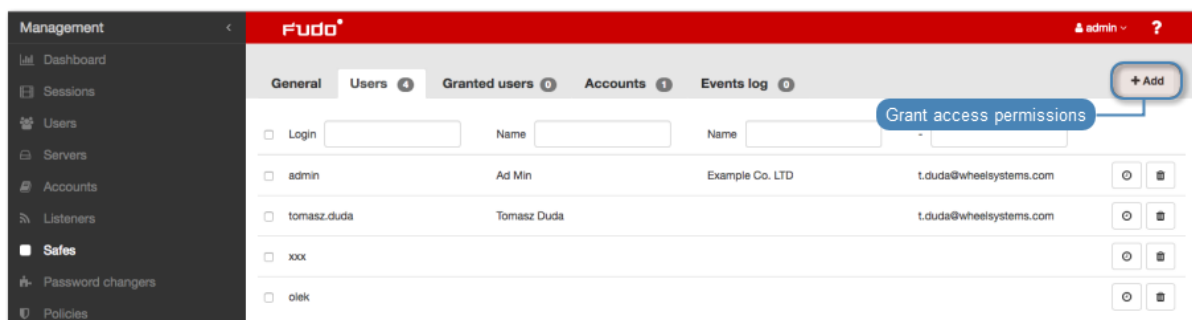 Management
FUDO
admin
?
Dashboard
Sessions
Users
Servers
Accounts
Listeners
Safes
Password changers
Policies
General Users 4 Granted users 0 Accounts 1 Events log 0
+ Add
Grant access permissions
Login Name Name -
admin Ad Min Example Co. LTD t.duda@wheelsystems.com
tomasz.duda Tomasz Duda t.duda@wheelsystems.com
xxx
olek